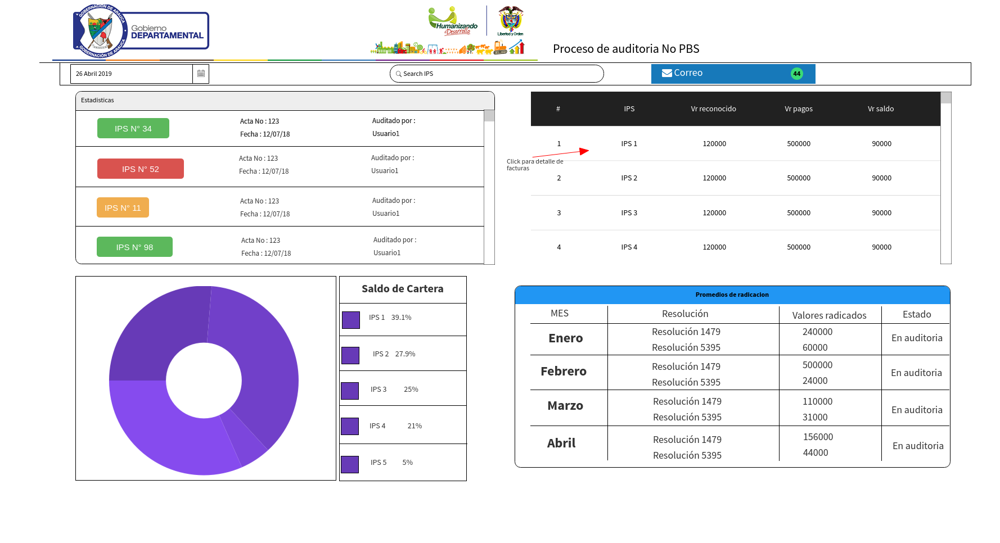 GOBERNACIÓN DE ARAUCA
GOBERNACIÓN DE ARAUCA
Gobierno
DEPARTAMENTAL
Humanizando
el Desarrollo
Libertad y Orden
Proceso de auditoria No PBS
26 Abril 2019
Search IPS
Correo
44
Estadisticas
IPS N° 34
Acta No : 123
Fecha : 12/07/18
Auditado por :
Usuario1
IPS N° 52
Acta No : 123
Fecha : 12/07/18
Auditado por :
Usuario1
IPS N° 11
Acta No : 123
Fecha : 12/07/18
Auditado por :
Usuario1
IPS N° 98
Acta No : 123
Fecha : 12/07/18
Auditado por :
Usuario1
# IPS Vr reconocido Vr pagos Vr saldo
1 IPS 1 120000 500000 90000
Click para detalle de
facturas
2 IPS 2 120000 500000 90000
3 IPS 3 120000 500000 90000
4 IPS 4 120000 500000 90000
Saldo de Cartera
IPS 1 39.1%
IPS 2 27.9%
IPS 3 25%
IPS 4 21%
IPS 5 5%
Promedios de radicacion
MES Resolución Valores radicados Estado
Enero
Resolución 1479 240000
Resolución 5395 60000
En auditoria
Febrero
Resolución 1479 500000
Resolución 5395 24000
En auditoria
Marzo
Resolución 1479 110000
Resolución 5395 31000
En auditoria
Abril
Resolución 1479 156000
Resolución 5395 44000
En auditoria